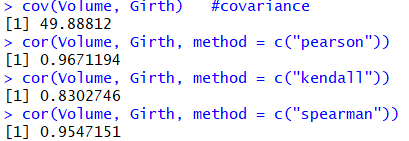 > cov(Volume, Girth)   #covariance
[1] 49.88812
> cor(Volume, Girth, method = c("pearson"))
[1] 0.9671194
> cor(Volume, Girth, method = c("kendall"))
[1] 0.8302746
> cor(Volume, Girth, method = c("spearman"))
[1] 0.9547151